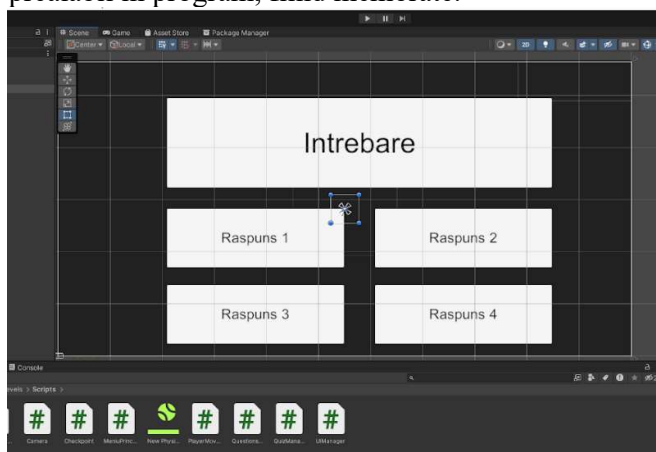 Scene Game Asset Store Package Manager
Center Local 2D
Intrebare
Raspuns 1 Raspuns 2
Raspuns 3 Raspuns 4
Console
Scripts >
Camera Checkpoint MenuPrinc... New Physi... PlayerMov... Questions... QuizMana... UIManager